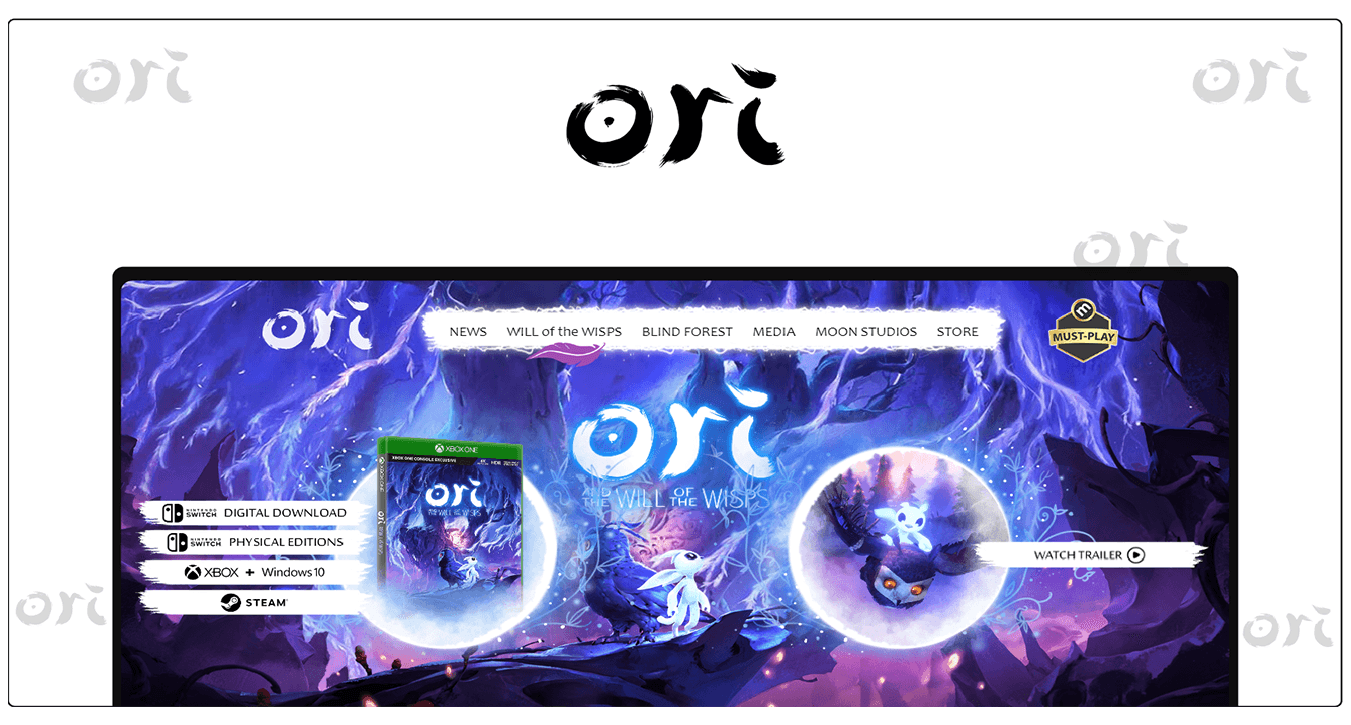 ori
ori
ori
ori
ori
NEWS WILL of the WISPS BLIND FOREST MEDIA MOON STUDIOS STORE
MUST-PLAY
ori
AND THE WILL OF THE WISPS
XBOX ONE
XBOX ONE CONSOLE EXCLUSIVE
ori
AND THE WILL OF THE WISPS
NINTENDO SWITCH DIGITAL DOWNLOAD
NINTENDO SWITCH PHYSICAL EDITIONS
XBOX + Windows 10
STEAM
WATCH TRAILER
ori
ori